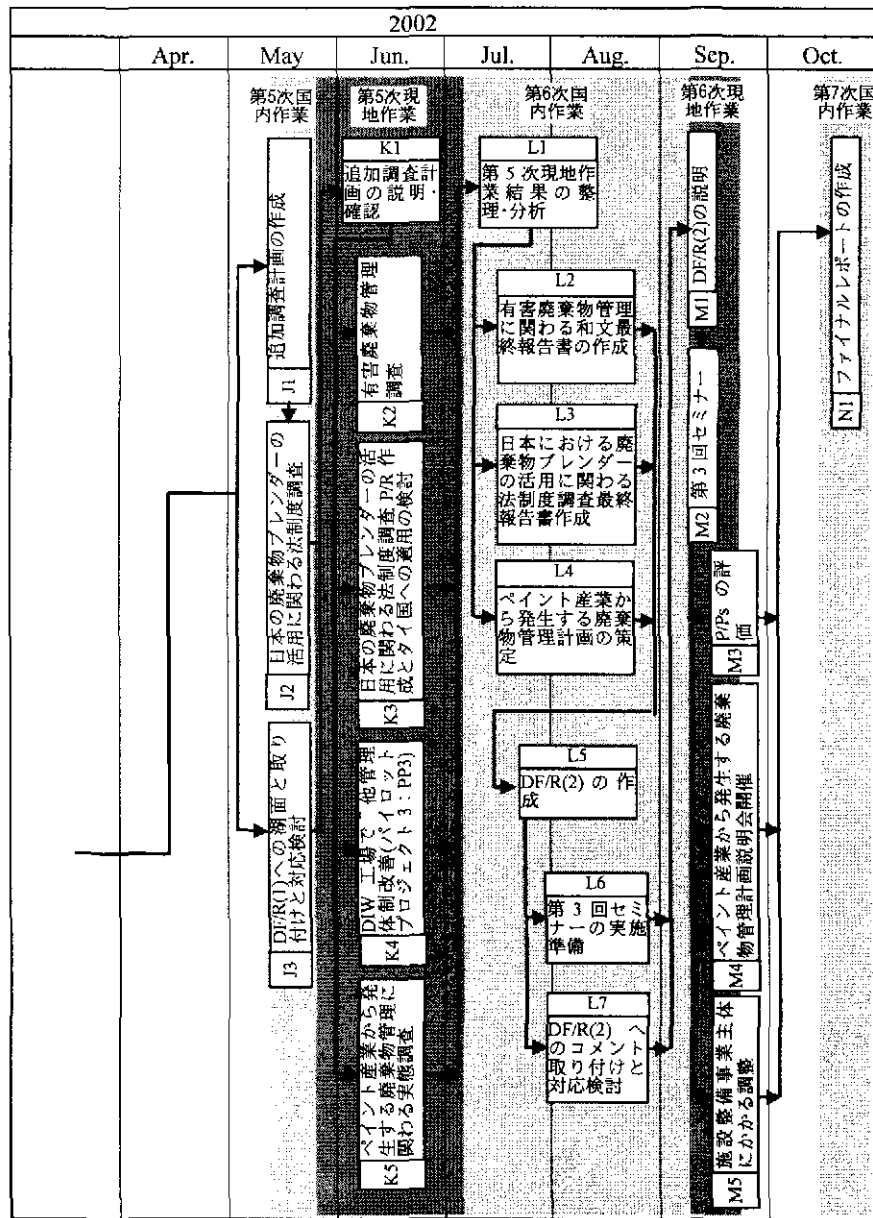 2002
Apr.
May
Jun.
Jul.
Aug.
Sep.
Oct.
第5次国
内作業
第5次現
地作業
第6次国
内作業
第6次現
地作業
第7次国
内作業
J1
追加調査計画の作成
J2
日本の廃棄物ブレンダーの
活用に関わる法制度調査
J3
DF/R(1)への
と取り
付けと対応検討
K1
追加調査計
画の説明・
確認
K2
有害廃棄物管理
調査
K3
日本の廃棄物ブレンダーの活
用に関わる法制度調査 P/R 作
成とタイ国への適用の検討
K4
DIW 工場で
他管理
体制改善(パイロット
プロジェクト3：PP3)
K5
ペイント産業から発
生する廃棄物管理に
関わる実態調査
L1
第5次現地作
業結果の整
理・分析
L2
有害廃棄物管理
に関わる和文最
終報告書の作成
L3
日本における廃
棄物ブレンダー
の活用に関わる
法制度調査最終
報告書作成
L4
ペイント産業か
ら発生する廃棄
物管理計画の策
定
L5
DF/R(2) の作
成
L6
第3回セミ
ナーの実施
準備
L7
DF/R(2) へ
のコメント
取り付けと
対応検討
M1
DF/R(2)の説明
M2
第3回セミナー
M3
P/Ps の評
価
M4
ペイント産業から発生する廃棄
物管理計画説明会開催
M5
施設整備事業主体
にかかる調整
N1
ファイナルレポートの作成